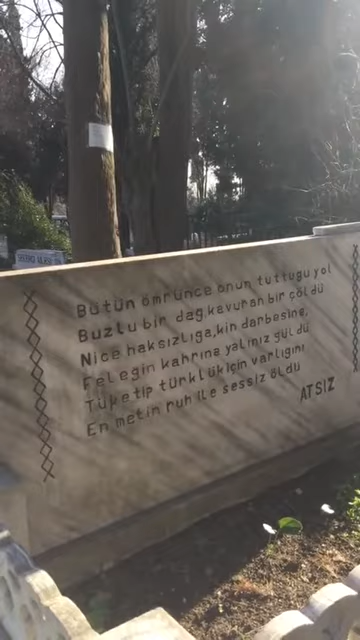 Bütün ömrünce onun tuttuğu yol
Buzlu bir dağ, kavuran bir çöldü
Nice haksızlığa, kin darbesine,
Feleğin kahrına yalınız güldü
Tüketip türklük için varlığını
En metin ruh ile sessiz öldü
ATSIZ